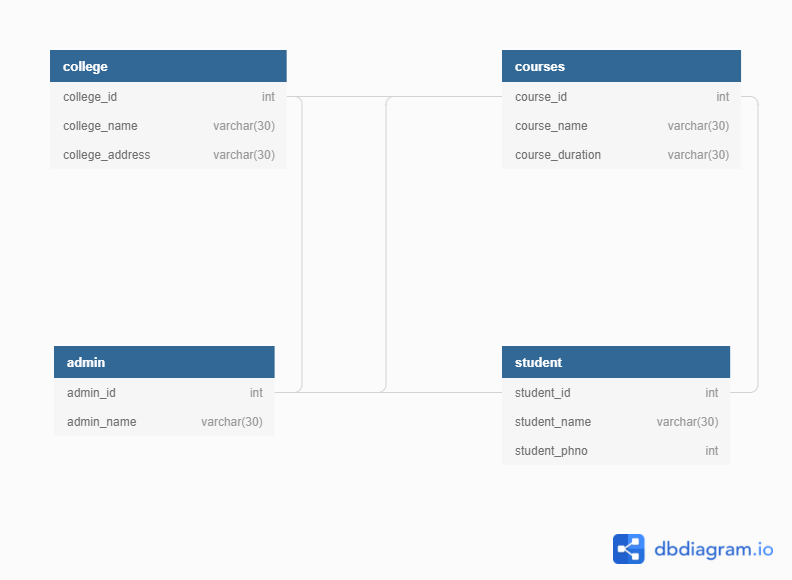 college
college_id int
college_name varchar(30)
college_address varchar(30)
courses
course_id int
course_name varchar(30)
course_duration varchar(30)
admin
admin_id int
admin_name varchar(30)
student
student_id int
student_name varchar(30)
student_phno int
dbdiagram.io